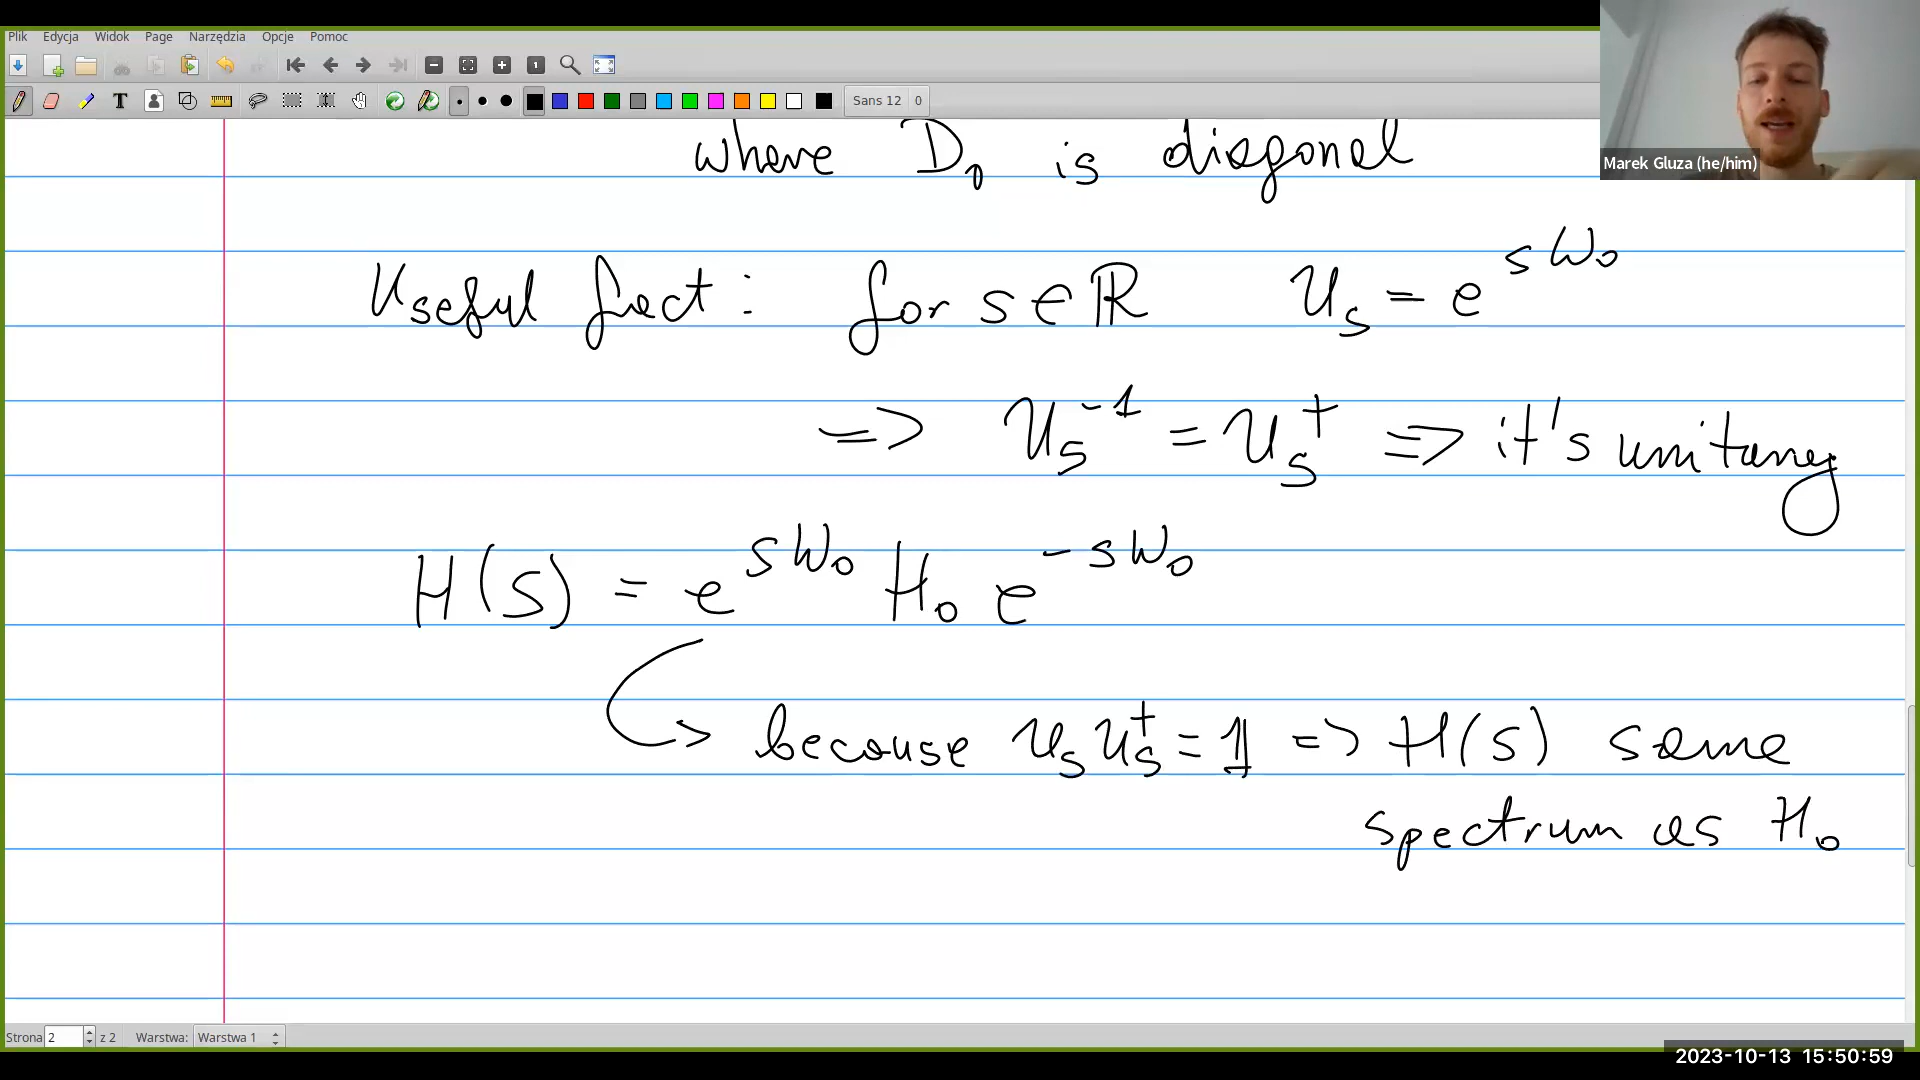 Plik Edycja Widok Page Narzędzia Opcje Pomoc
Sans 12 0
Marek Gluza (he/him)
where D₀ is diagonal
Useful fact: for s∈ℝ U_s = e^{sW₀}
=> U_s^{-1} = U_s^† => it's unitary
H(s) = e^{sW₀} H₀ e^{-sW₀}
↳ because U_s U_s^† = 𝟙 => H(s) same
spectrum as H₀
Strona 2 z 2 Warstwa: Warstwa 1
2023-10-13 15:50:59